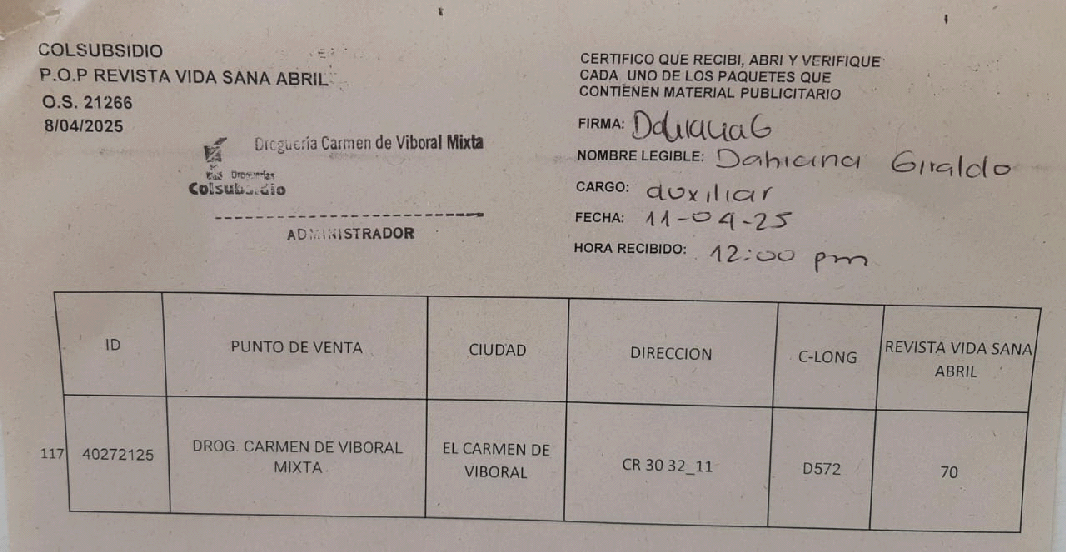 COLSUBSIDIO
P.O.P REVISTA VIDA SANA ABRIL
O.S. 21266
8/04/2025
Droguería Carmen de Viboral Mixta
Droguerías
Colsubsidio
ADMINISTRADOR
CERTIFICO QUE RECIBI, ABRI Y VERIFIQUE
CADA UNO DE LOS PAQUETES QUE
CONTIENEN MATERIAL PUBLICITARIO
FIRMA: Dahiana G
NOMBRE LEGIBLE: Dahiana Giraldo
CARGO: auxiliar
FECHA: 11-04-25
HORA RECIBIDO: 12:00 pm
ID PUNTO DE VENTA CIUDAD DIRECCION C-LONG REVISTA VIDA SANA
ABRIL
117 40272125 DROG. CARMEN DE VIBORAL
MIXTA EL CARMEN DE
VIBORAL CR 30 32_11 D572 70